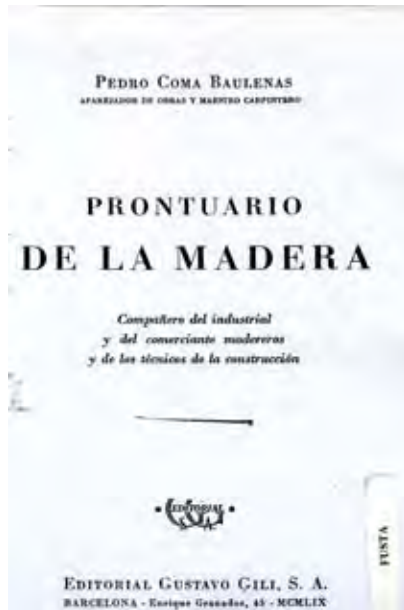 PEDRO COMA BAULENAS
APAREJADOR DE OBRAS Y MAESTRO CARPINTERO
PRONTUARIO
DE LA MADERA
Compañero del industrial
y del comerciante madereros
y de los técnicos de la construcción
EDITORIAL
FUSTA
EDITORIAL GUSTAVO GILI, S. A.
BARCELONA - Enrique Granados, 45 - MCMLIX